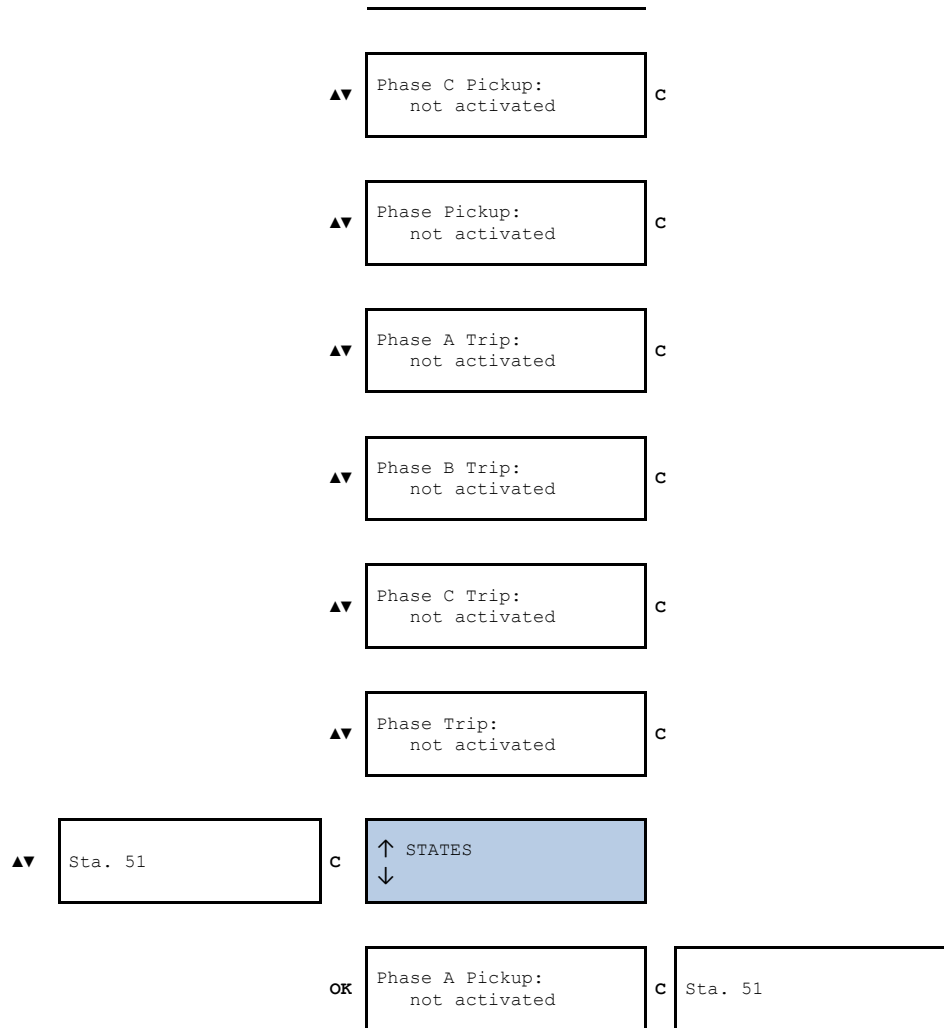 ▲▼ Phase C Pickup: C
not activated
▲▼ Phase Pickup: C
not activated
▲▼ Phase A Trip: C
not activated
▲▼ Phase B Trip: C
not activated
▲▼ Phase C Trip: C
not activated
▲▼ Phase Trip: C
not activated
▲▼ Sta. 51 C ↑ STATES
↓
OK Phase A Pickup: C Sta. 51
not activated